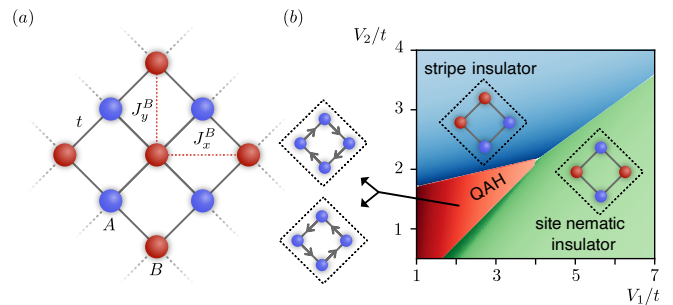 (a)
t
J_y^B
J_x^B
A
B
(b)
V_2/t
4
3
2
1
stripe insulator
QAH
site nematic
insulator
1
3
5
7
V_1/t